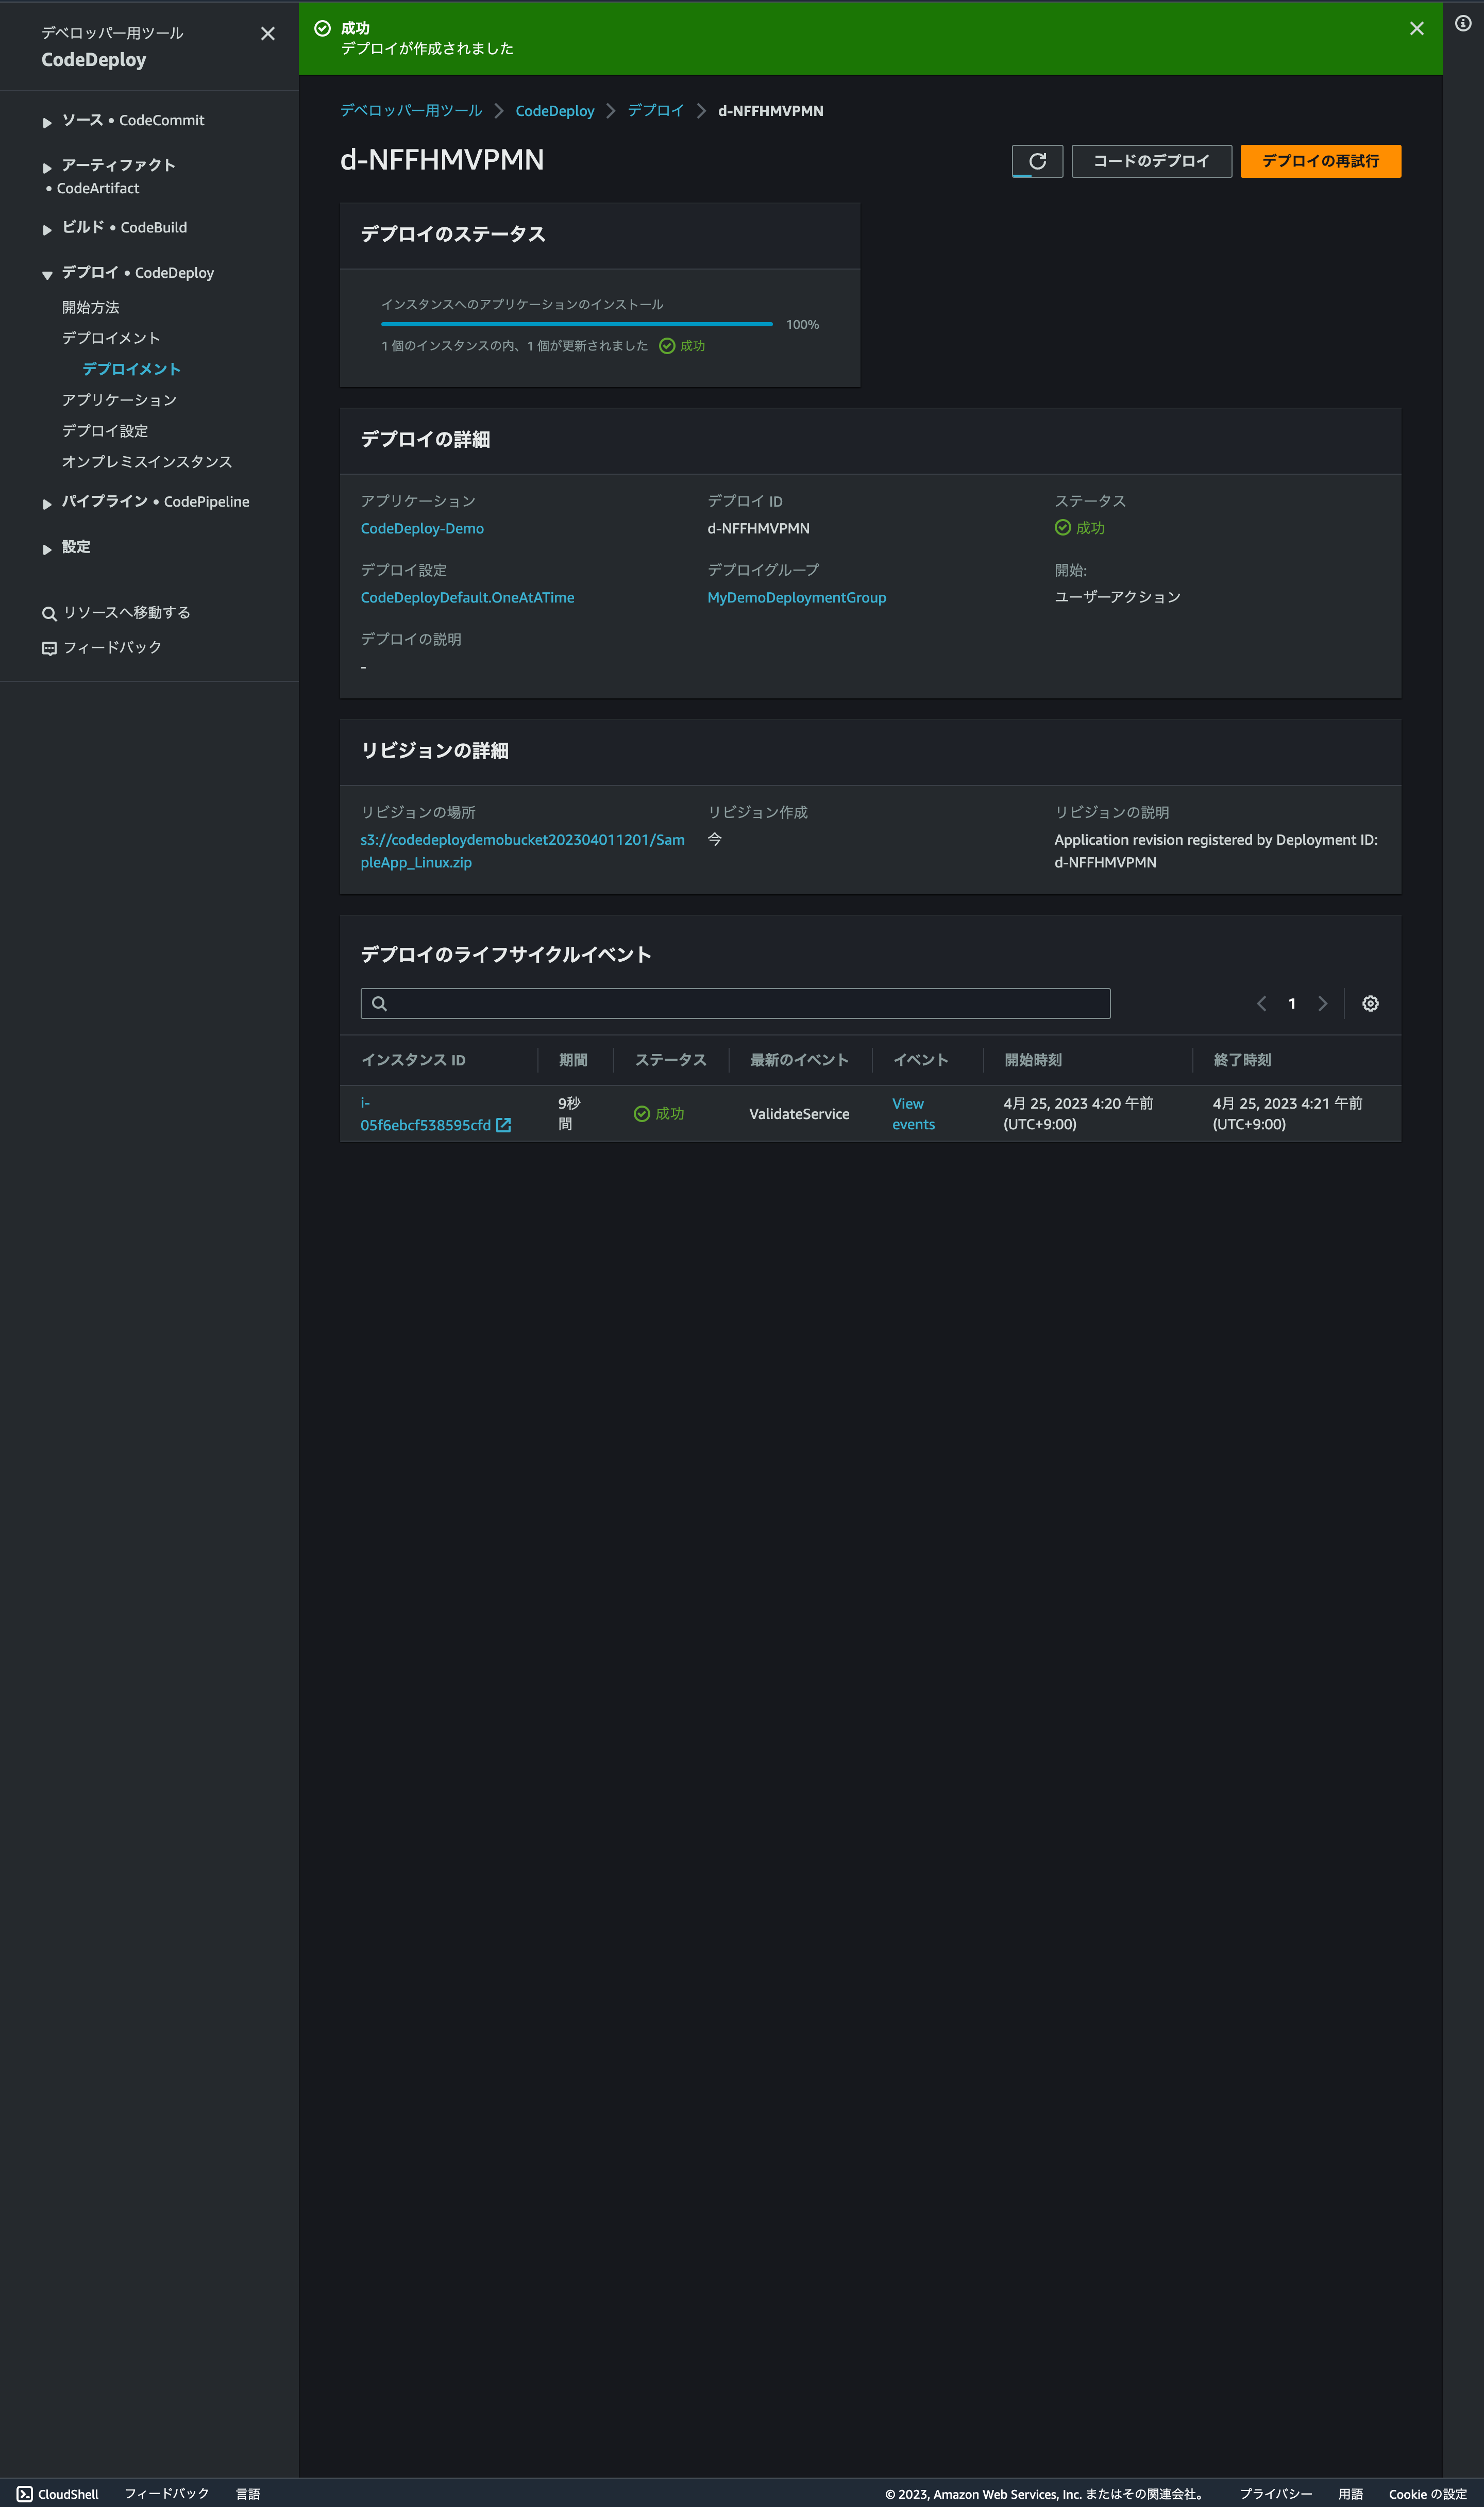 デベロッパー用ツール
CodeDeploy
ソース • CodeCommit
アーティファクト
• CodeArtifact
ビルド • CodeBuild
デプロイ • CodeDeploy
開始方法
デプロイメント
デプロイメント
アプリケーション
デプロイ設定
オンプレミスインスタンス
パイプライン • CodePipeline
設定
リソースへ移動する
フィードバック
成功
デプロイが作成されました
デベロッパー用ツール CodeDeploy デプロイ d-NFFHMVPMN
d-NFFHMVPMN
コードのデプロイ デプロイの再試行
デプロイのステータス
インスタンスへのアプリケーションのインストール
100%
1 個のインスタンスの内、1 個が更新されました 成功
デプロイの詳細
アプリケーション デプロイ ID ステータス
CodeDeploy-Demo d-NFFHMVPMN 成功
デプロイ設定 デプロイグループ 開始:
CodeDeployDefault.OneAtATime MyDemoDeploymentGroup ユーザーアクション
デプロイの説明
-
リビジョンの詳細
リビジョンの場所 リビジョン作成 リビジョンの説明
s3://codedeploydemobucket202304011201/Sam 今 Application revision registered by Deployment ID:
pleApp_Linux.zip d-NFFHMVPMN
デプロイのライフサイクルイベント
1
インスタンス ID 期間 ステータス 最新のイベント イベント 開始時刻 終了時刻
i- 9秒 成功 ValidateService View 4月 25, 2023 4:20 午前 4月 25, 2023 4:21 午前
05f6ebcf538595cfd 間 events (UTC+9:00) (UTC+9:00)
CloudShell フィードバック 言語 © 2023, Amazon Web Services, Inc. またはその関連会社。 プライバシー 用語 Cookie の設定